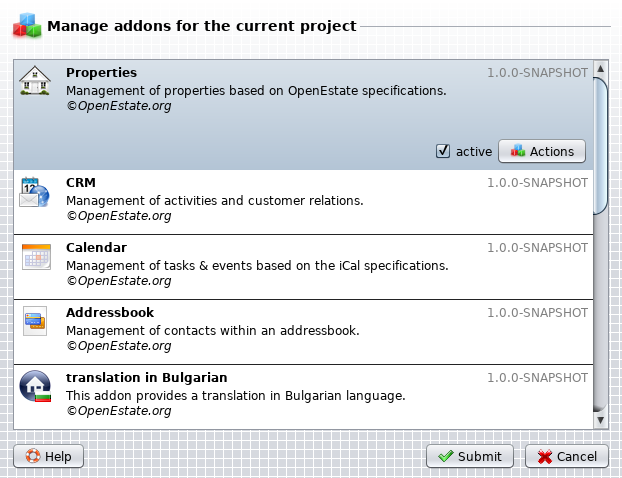 Manage addons for the current project
Properties 1.0.0-SNAPSHOT
Management of properties based on OpenEstate specifications.
©OpenEstate.org
active Actions
CRM 1.0.0-SNAPSHOT
12
Management of activities and customer relations.
©OpenEstate.org
Calendar 1.0.0-SNAPSHOT
Management of tasks & events based on the iCal specifications.
©OpenEstate.org
Addressbook 1.0.0-SNAPSHOT
Management of contacts within an addressbook.
©OpenEstate.org
translation in Bulgarian 1.0.0-SNAPSHOT
This addon provides a translation in Bulgarian language.
©OpenEstate.org
Help Submit Cancel